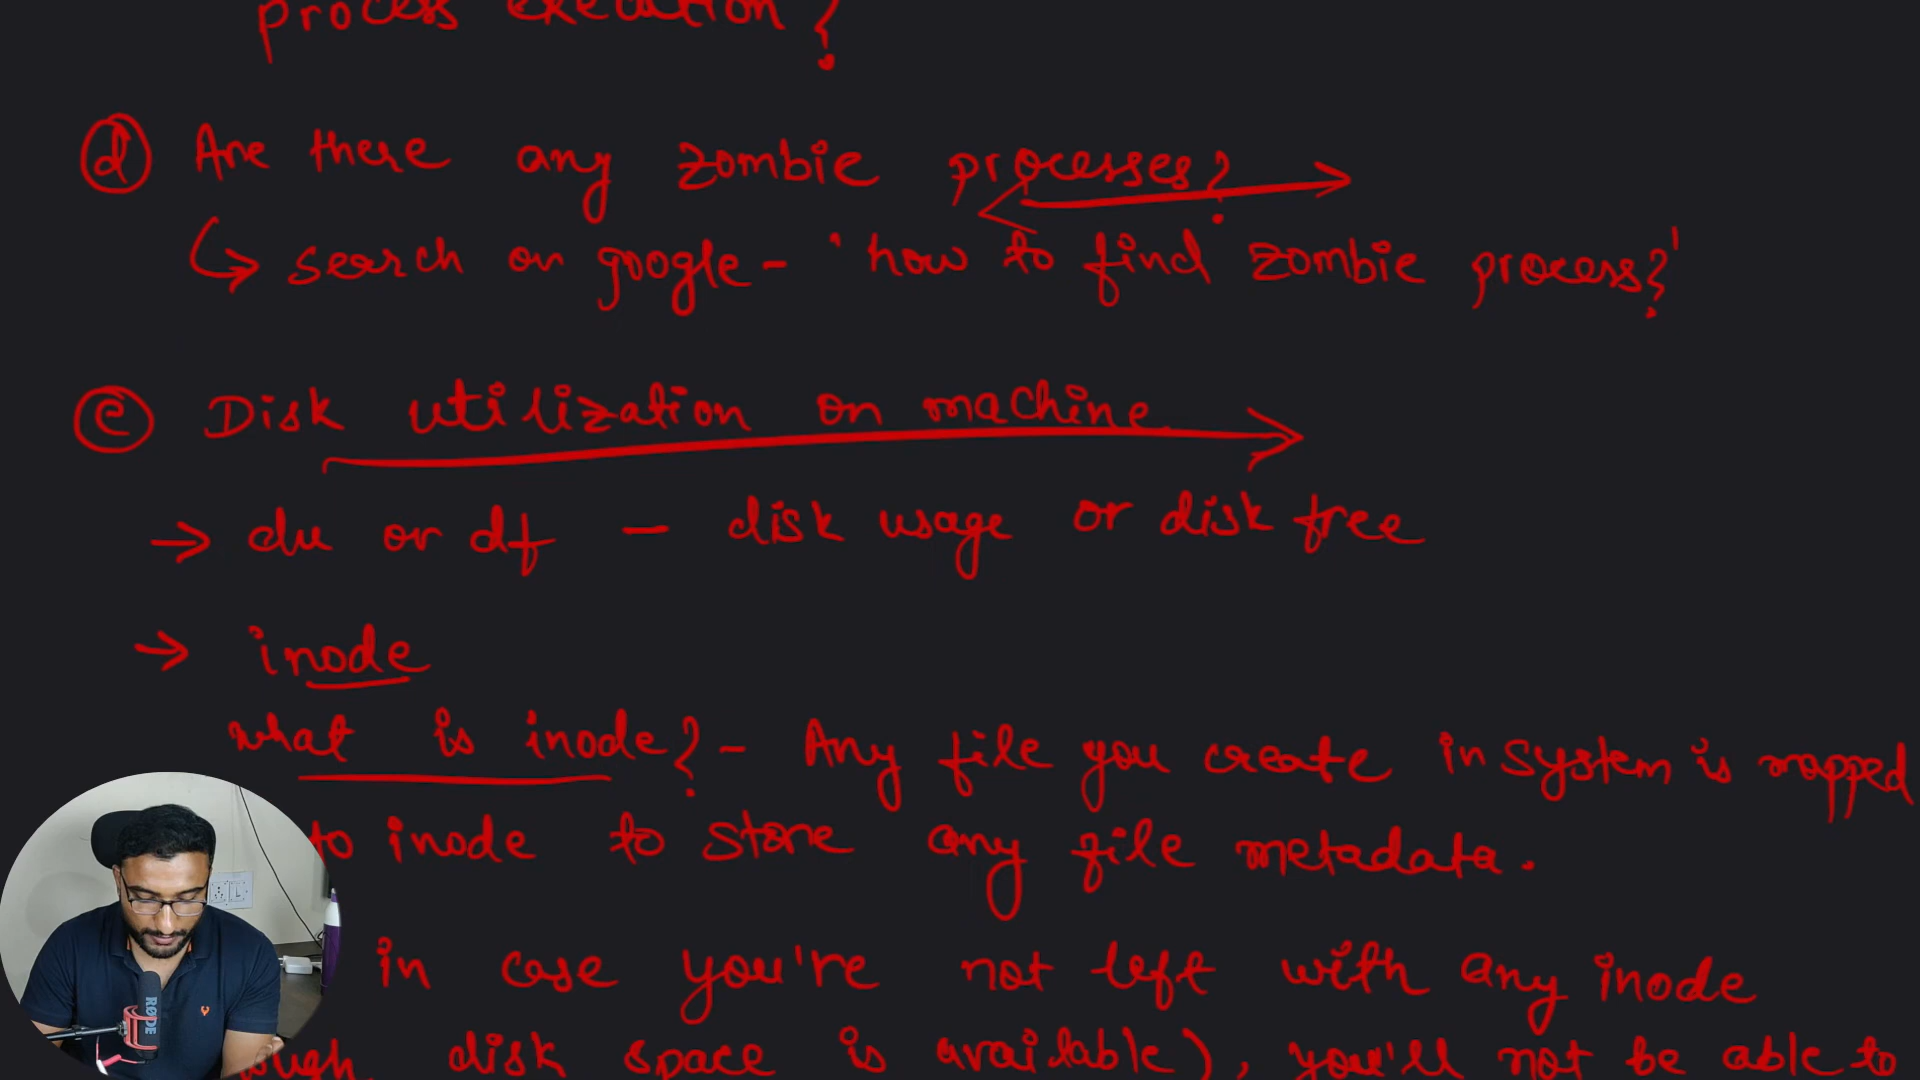 process execution?
d Are there any zombie processes?
search on google - 'how to find zombie process?'
e Disk utilization on machine
→ du or df - disk usage or disk free
→ inode
what is inode? - Any file you create in system is mapped
to inode to store any file metadata.
in case you're not left with any inode
disk space is available), you'll not be able to
RØDE